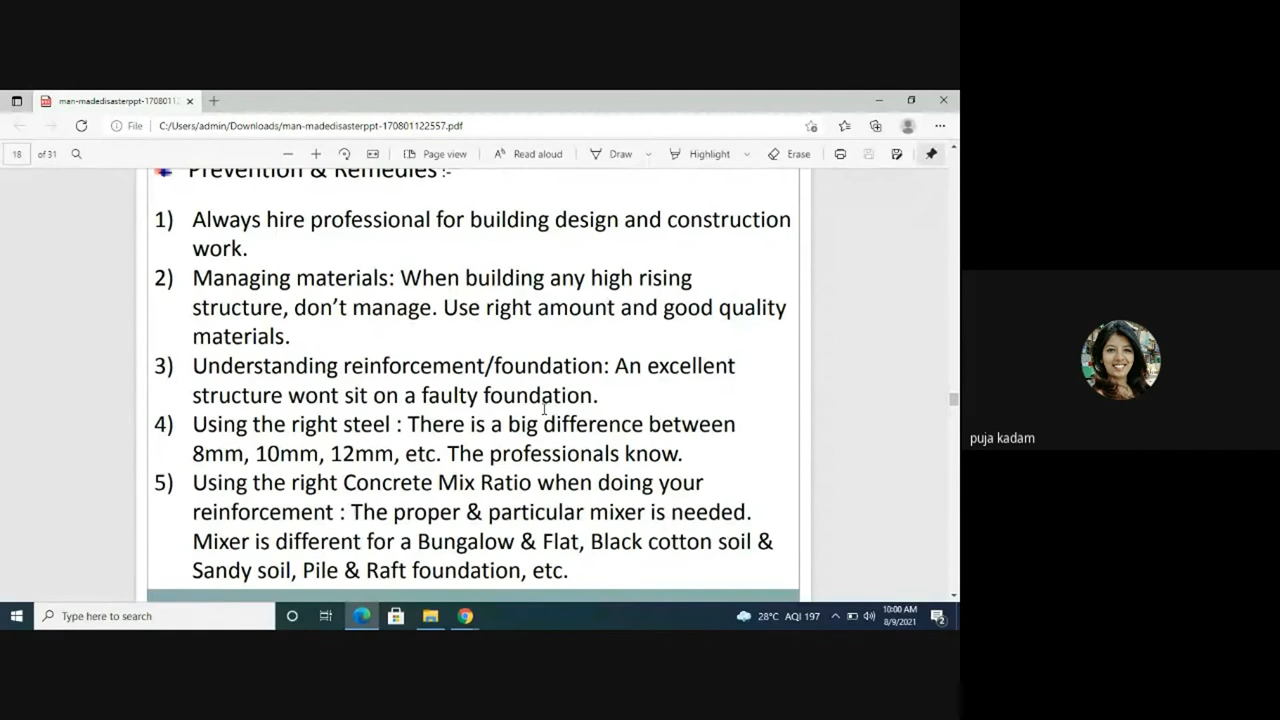 man-madedisasterppt-170801122
File
C:/Users/admin/Downloads/man-madedisasterppt-170801122557.pdf
18 of 31
Page view
Read aloud
Draw
Highlight
Erase
Prevention & Remedies :-
1) Always hire professional for building design and construction
work.
2) Managing materials: When building any high rising
structure, don’t manage. Use right amount and good quality
materials.
3) Understanding reinforcement/foundation: An excellent
structure wont sit on a faulty foundation.
4) Using the right steel : There is a big difference between
8mm, 10mm, 12mm, etc. The professionals know.
5) Using the right Concrete Mix Ratio when doing your
reinforcement : The proper & particular mixer is needed.
Mixer is different for a Bungalow & Flat, Black cotton soil &
Sandy soil, Pile & Raft foundation, etc.
puja kadam
Type here to search
28°C AQI 197
10:00 AM
8/9/2021
2